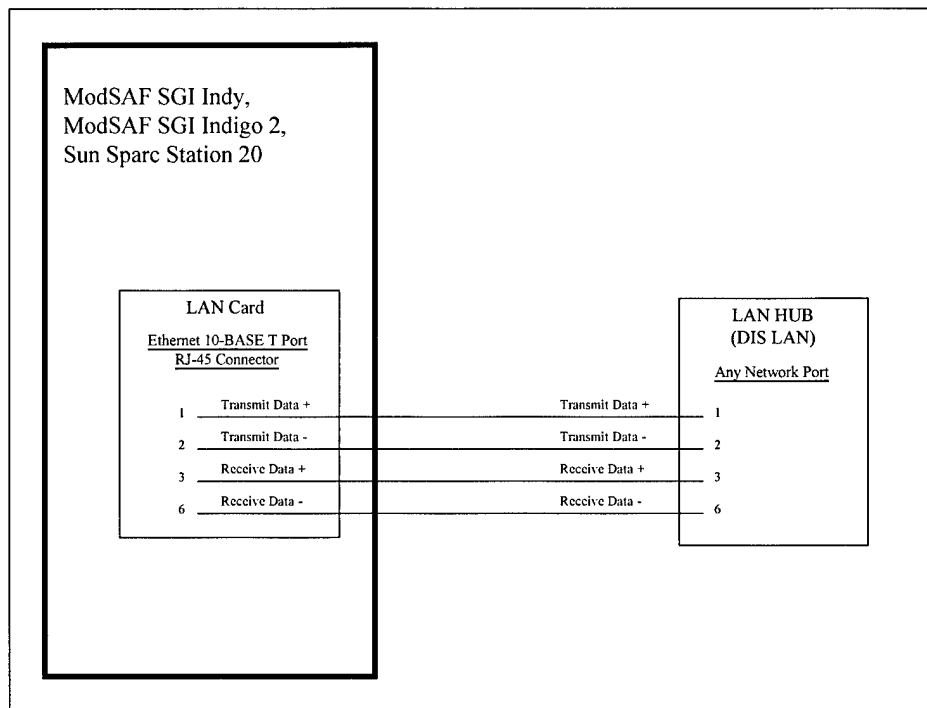 ModSAF SGI Indy,
ModSAF SGI Indigo 2,
Sun Sparc Station 20
LAN Card
Ethernet 10-BASE T Port
RJ-45 Connector
LAN HUB
(DIS LAN)
Any Network Port
1 Transmit Data + Transmit Data + 1
2 Transmit Data - Transmit Data - 2
3 Receive Data + Receive Data + 3
6 Receive Data - Receive Data - 6